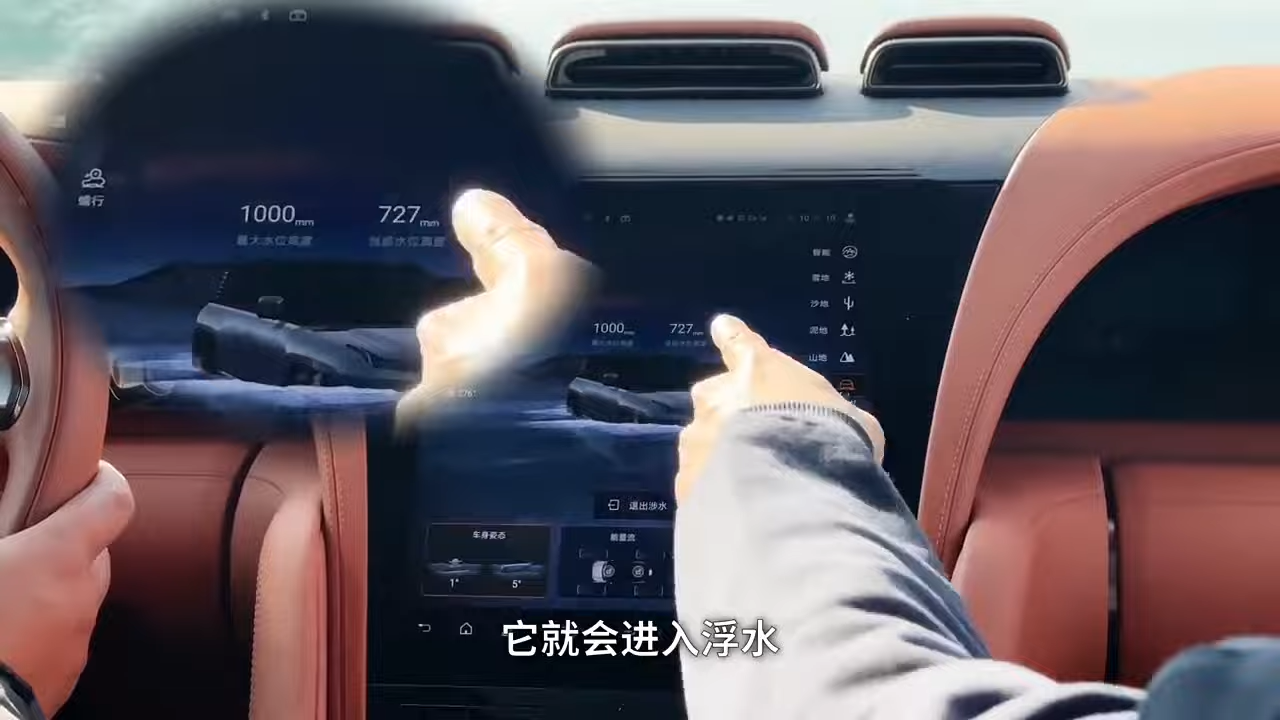 蠕行
1000mm
727mm
最大水位高度
当前水位高度
智能
雪地
沙地
1000mm
727mm
泥地
山地
退出涉水
车身姿态
能量流
1°
5°
它就会进入浮水